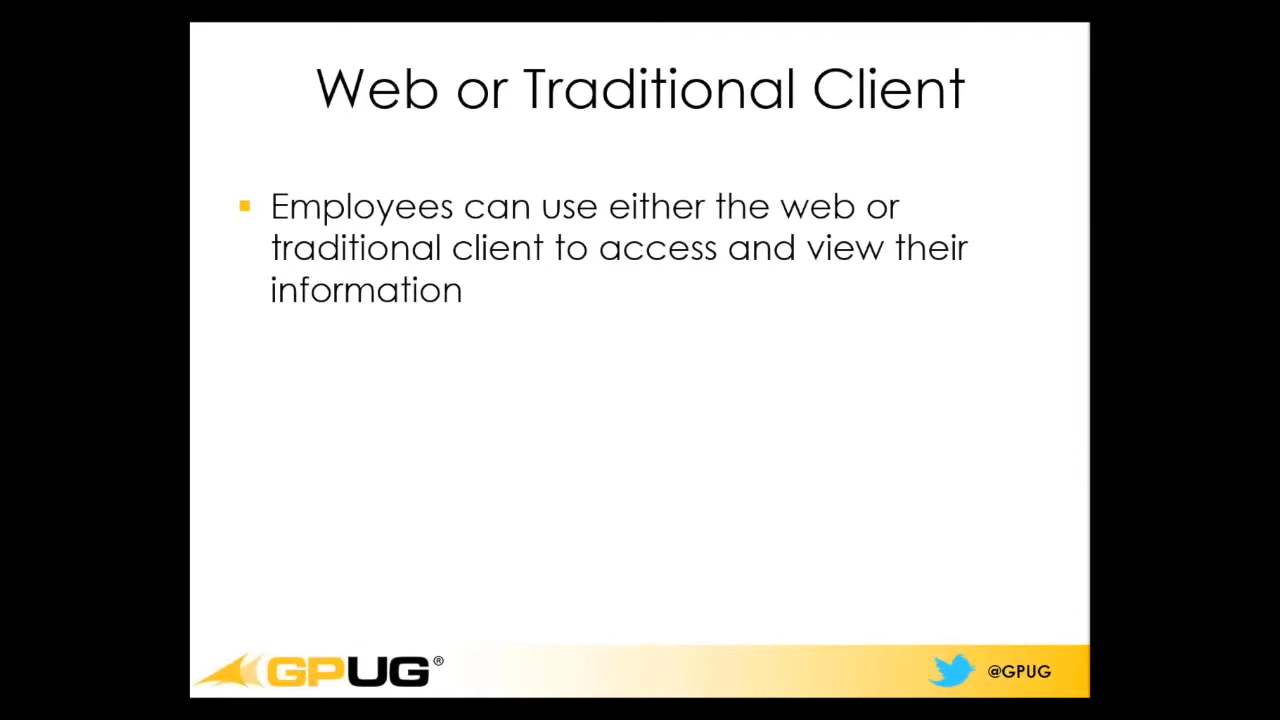 Web or Traditional Client
Employees can use either the web or
traditional client to access and view their
information
GPUG®
@GPUG